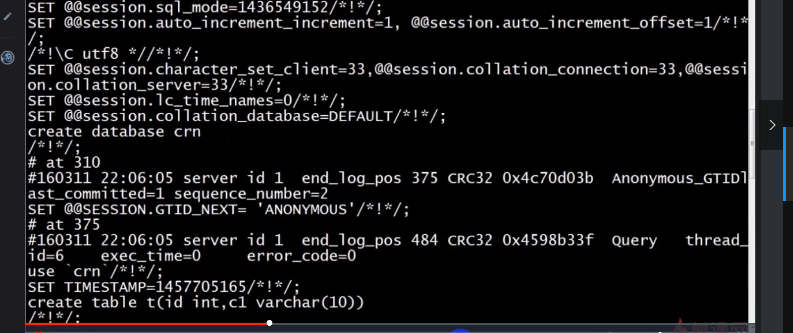 SET @@session.sql_mode=1436549152/*!*/;
SET @@session.auto_increment_increment=1, @@session.auto_increment_offset=1/*!*
/;
/*!\C utf8 *//*!*/;
SET @@session.character_set_client=33,@@session.collation_connection=33,@@sessi
on.collation_server=33/*!*/;
SET @@session.lc_time_names=0/*!*/;
SET @@session.collation_database=DEFAULT/*!*/;
create database crn
/*!*/;
# at 310
#160311 22:06:05 server id 1  end_log_pos 375 CRC32 0x4c70d03b  Anonymous_GTIDl
ast_committed=1 sequence_number=2
SET @@SESSION.GTID_NEXT= 'ANONYMOUS'/*!*/;
# at 375
#160311 22:06:05 server id 1  end_log_pos 484 CRC32 0x4598b33f  Query   thread_
id=6    exec_time=0     error_code=0
use `crn`/*!*/;
SET TIMESTAMP=1457705165/*!*/;
create table t(id int,c1 varchar(10))
/*!*/;